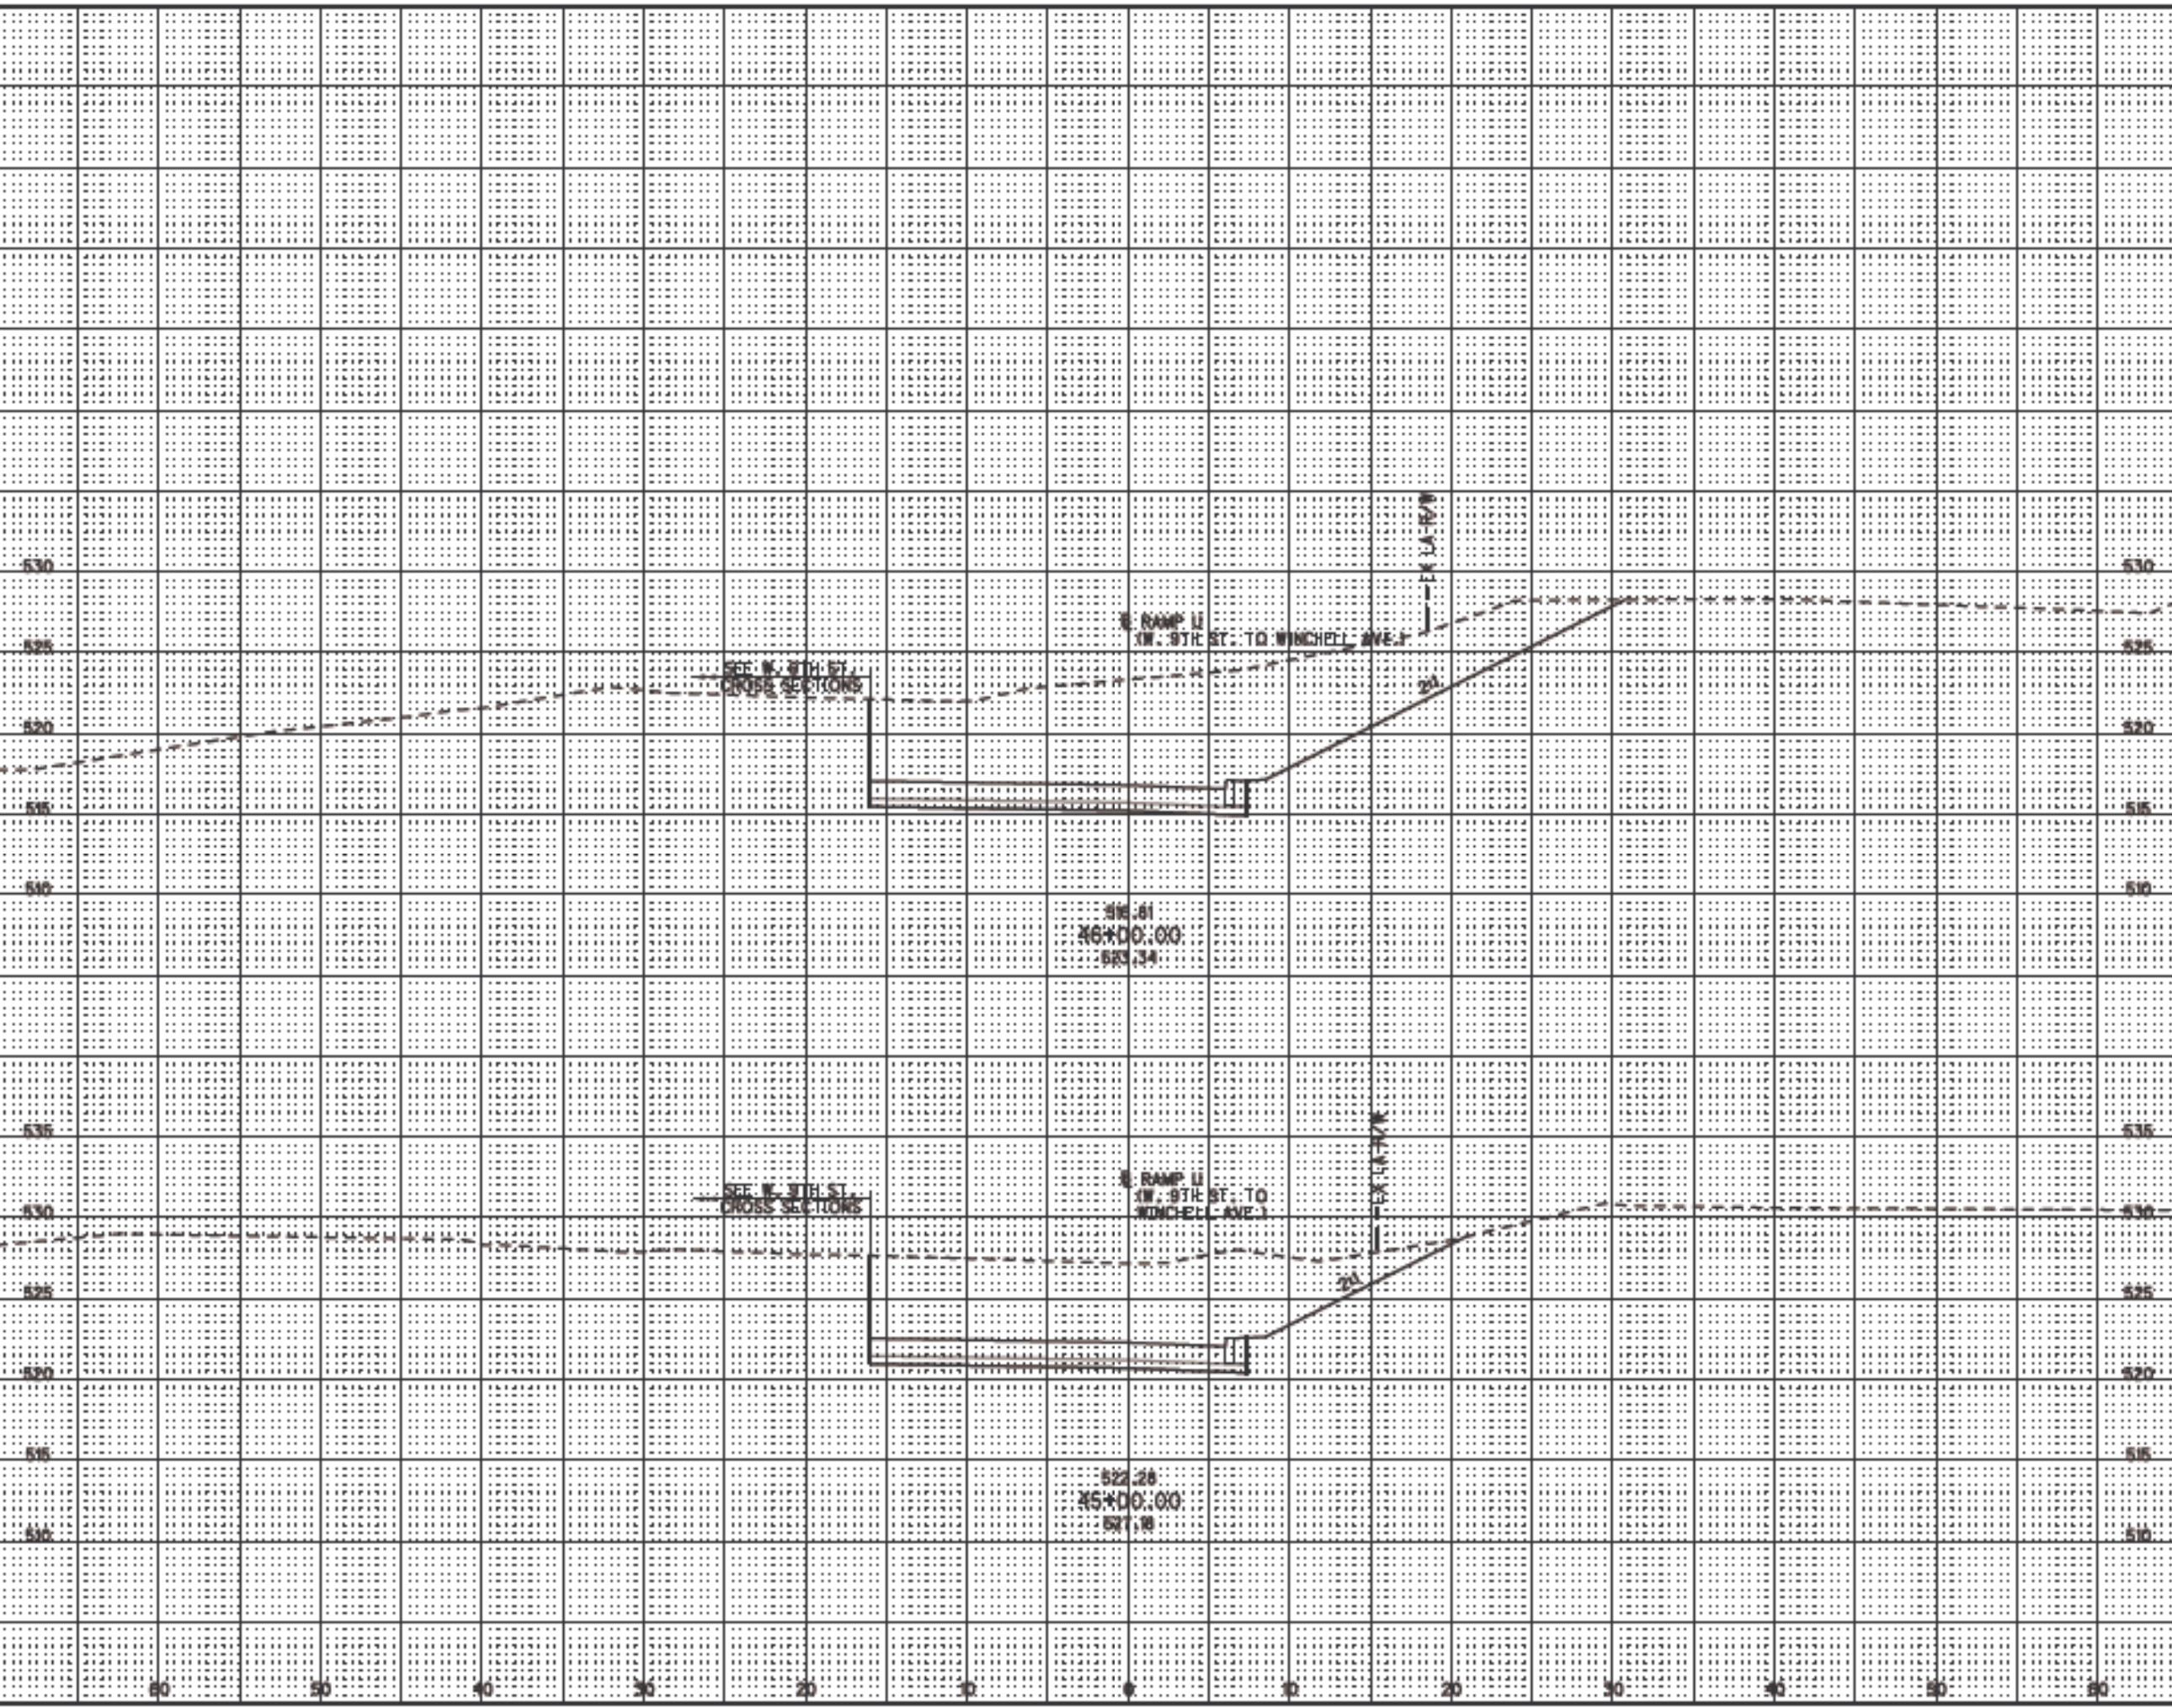 EX LA-R/W
530 530
℄ RAMP U
(W. 9TH ST. TO WINCHELL AVE.)
525 525
SEE W. 9TH ST.
CROSS SECTIONS
2:1
520 520
515 515
510 510
516.81
46+00.00
523.34
EX LA-R/W
535 535
℄ RAMP U
SEE W. 9TH ST.
CROSS SECTIONS
(W. 9TH ST. TO
WINCHELL AVE.)
530 530
2:1
525 525
520 520
515 515
522.28
45+00.00
527.18
510 510
60 50 40 30 20 10 0 10 20 30 40 50 60